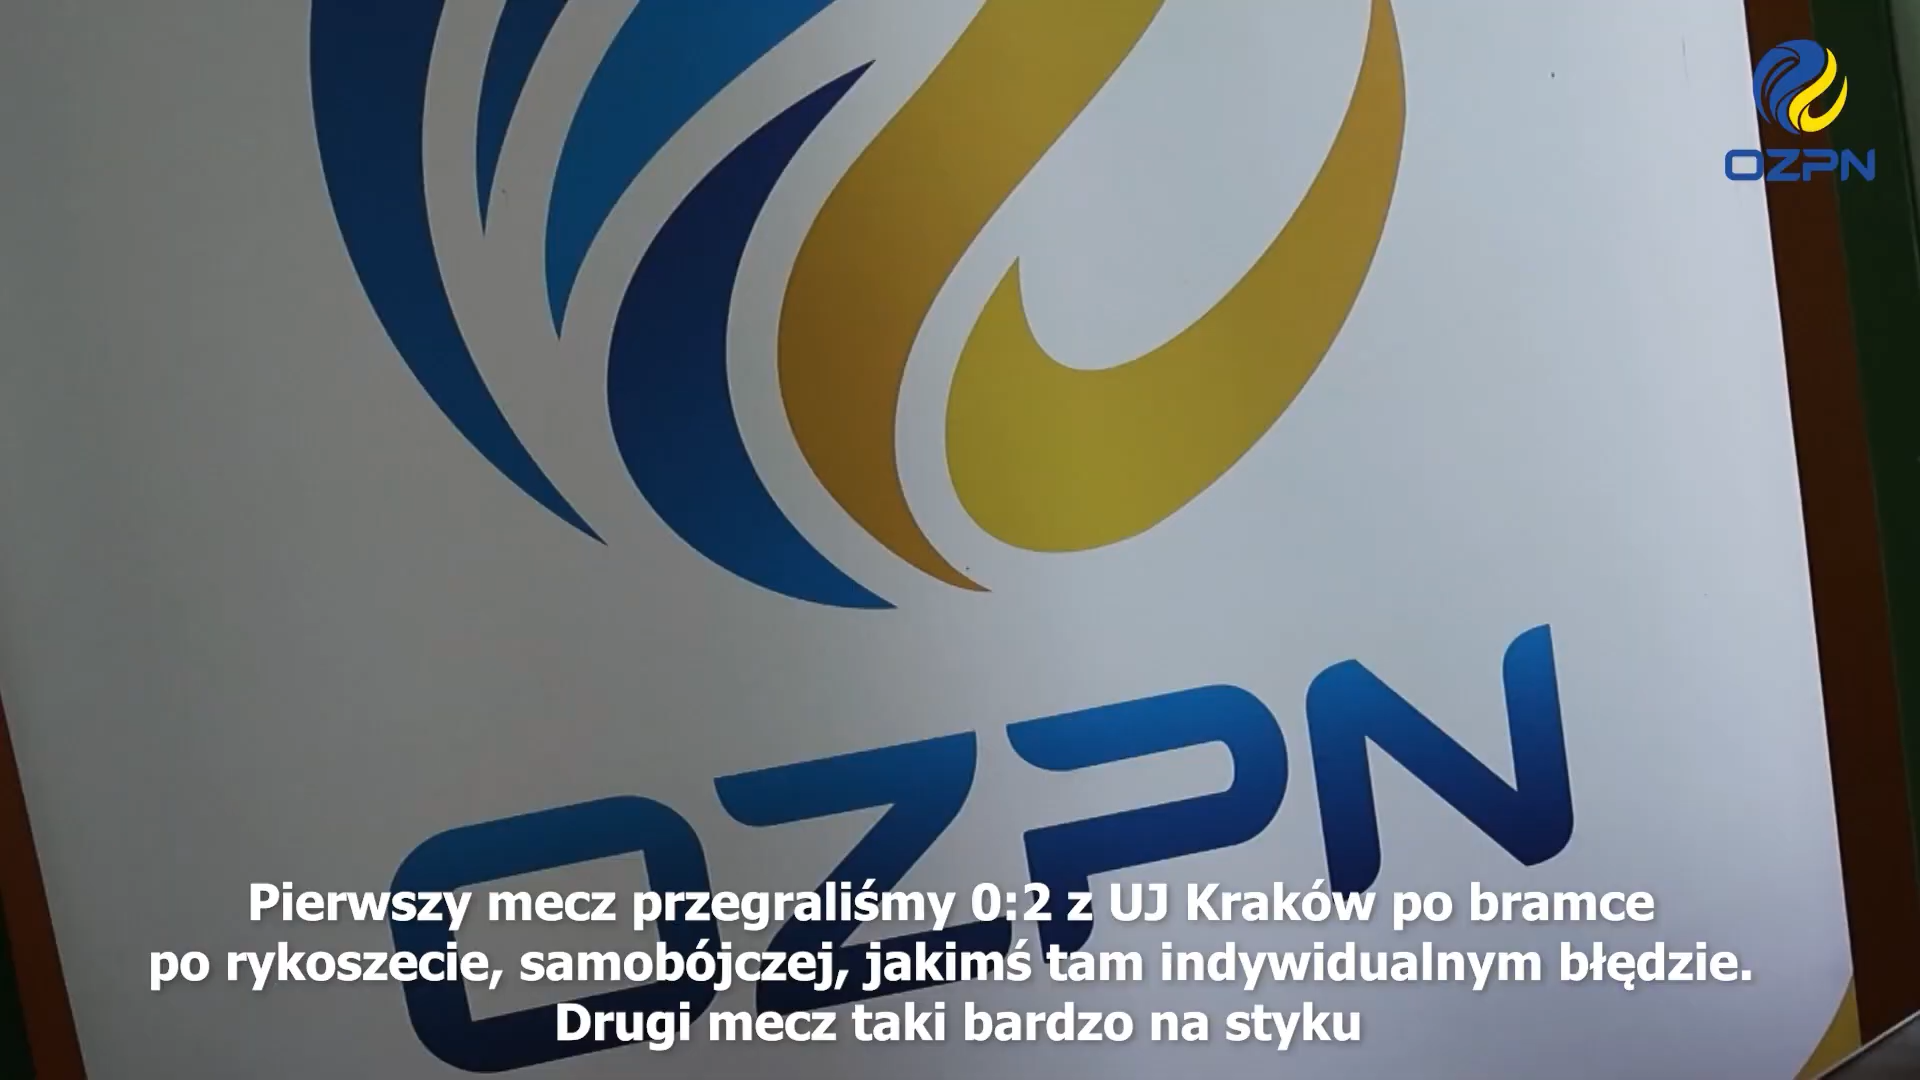 OZPN
OZPN
Pierwszy mecz przegraliśmy 0:2 z UJ Kraków po bramce
po rykoszecie, samobójczej, jakimś tam indywidualnym błędzie.
Drugi mecz taki bardzo na styku